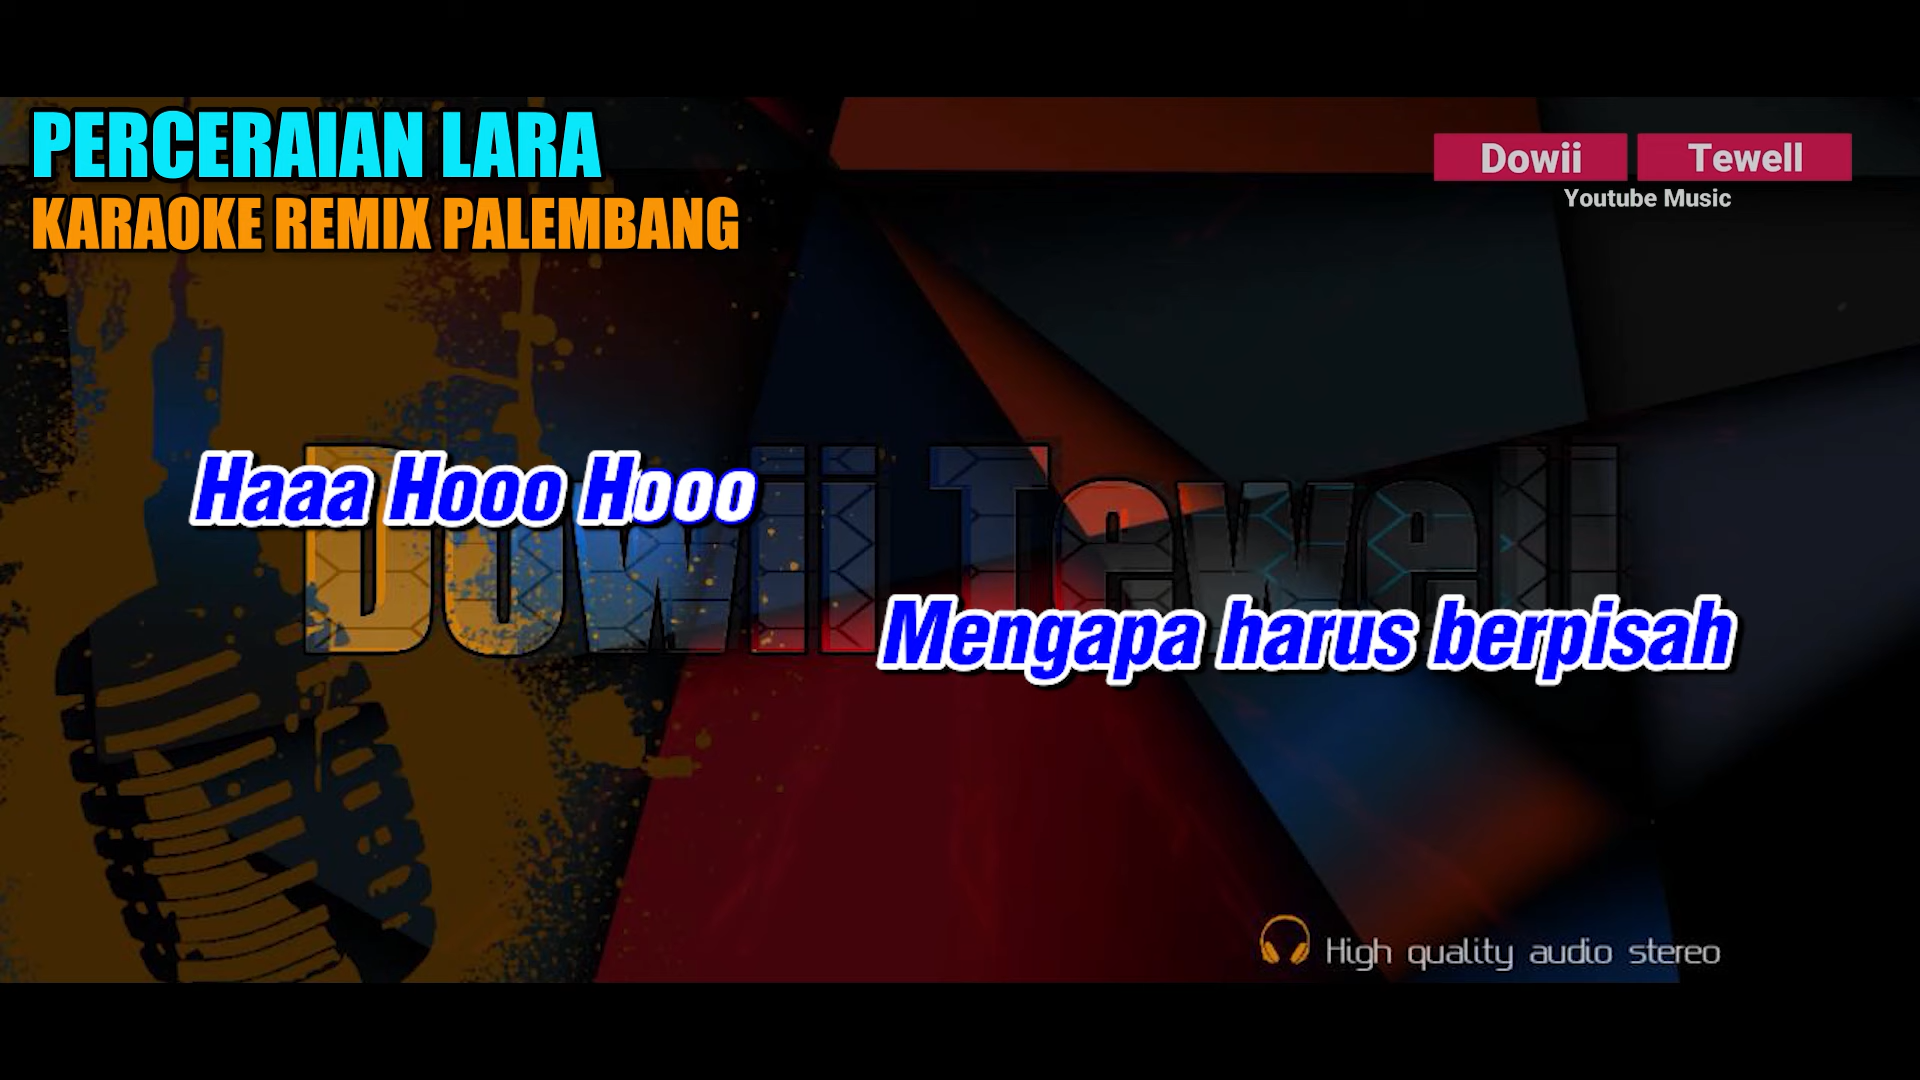 PERCERAIAN LARA
KARAOKE REMIX PALEMBANG
Dowii Tewell
Youtube Music
Haaa Hooo Hooo
Dowii Tewell
Mengapa harus berpisah
High quality audio stereo